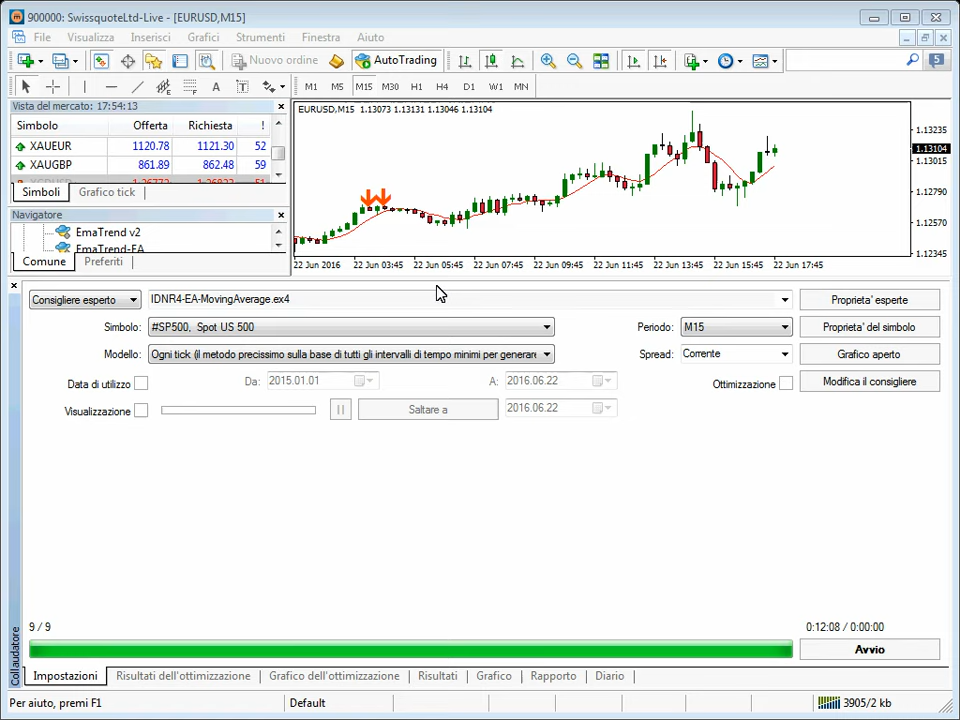 900000: SwissquoteLtd-Live - [EURUSD,M15]
File Visualizza Inserisci Grafici Strumenti Finestra Aiuto
Nuovo ordine AutoTrading 5
A T M1 M5 M15 M30 H1 H4 D1 W1 MN
Vista del mercato: 17:54:13
Simbolo Offerta Richiesta !
XAUEUR 1120.78 1121.30 52
XAUGBP 861.89 862.48 59
Simboli Grafico tick
Navigatore
EmaTrend v2
EmaTrend-EA
Comune Preferiti
EURUSD,M15 1.13073 1.13131 1.13046 1.13104
1.13235
1.13104
1.13015
1.12790
1.12570
1.12345
22 Jun 2016 22 Jun 03:45 22 Jun 05:45 22 Jun 07:45 22 Jun 09:45 22 Jun 11:45 22 Jun 13:45 22 Jun 15:45 22 Jun 17:45
Consigliere esperto IDNR4-EA-MovingAverage.ex4 Proprieta' esperte
Simbolo: #SP500, Spot US 500 Periodo: M15 Proprieta' del simbolo
Modello: Ogni tick (il metodo precissimo sulla base di tutti gli intervalli di tempo minimi per generare Spread: Corrente Grafico aperto
Data di utilizzo Da: 2015.01.01 A: 2016.06.22 Ottimizzazione Modifica il consigliere
Visualizzazione Saltare a 2016.06.22
9 / 9 0:12:08 / 0:00:00
Avvio
Collaudatore
Impostazioni Risultati dell'ottimizzazione Grafico dell'ottimizzazione Risultati Grafico Rapporto Diario
Per aiuto, premi F1 Default 3905/2 kb